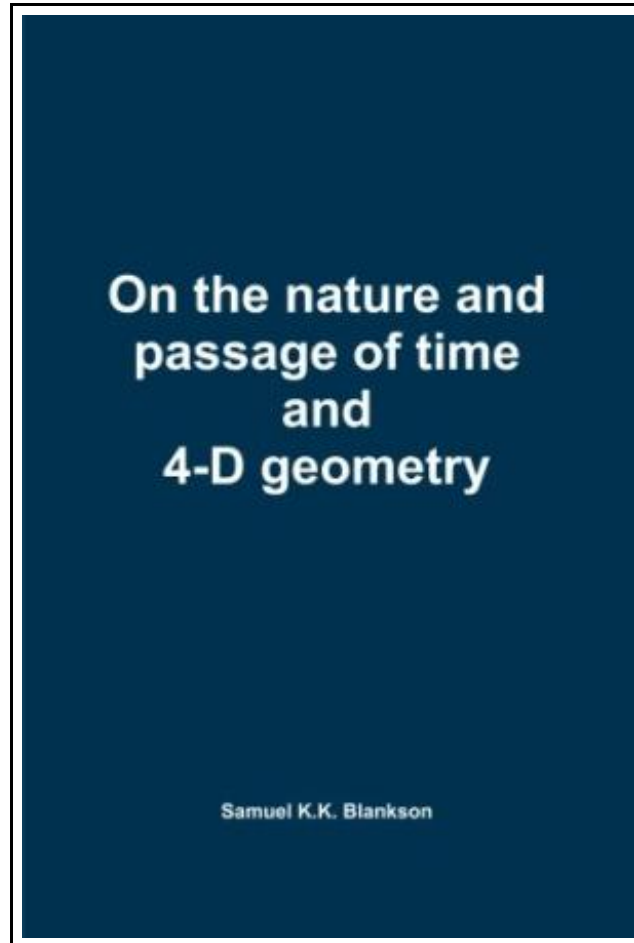 On the nature and
passage of time
and
4-D geometry
Samuel K.K. Blankson